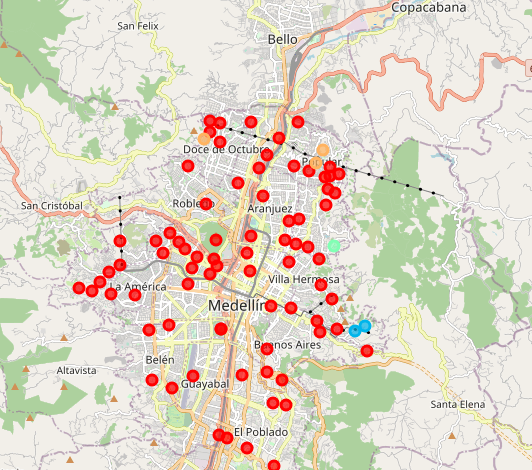 Copacabana
San Felix
Bello
Doce de Octubre
Popular
San Cristóbal
Robledo
Aranjuez
Villa Hermosa
La América
Medellín
Buenos Aires
Belén
Altavista
Guayabal
Santa Elena
El Poblado